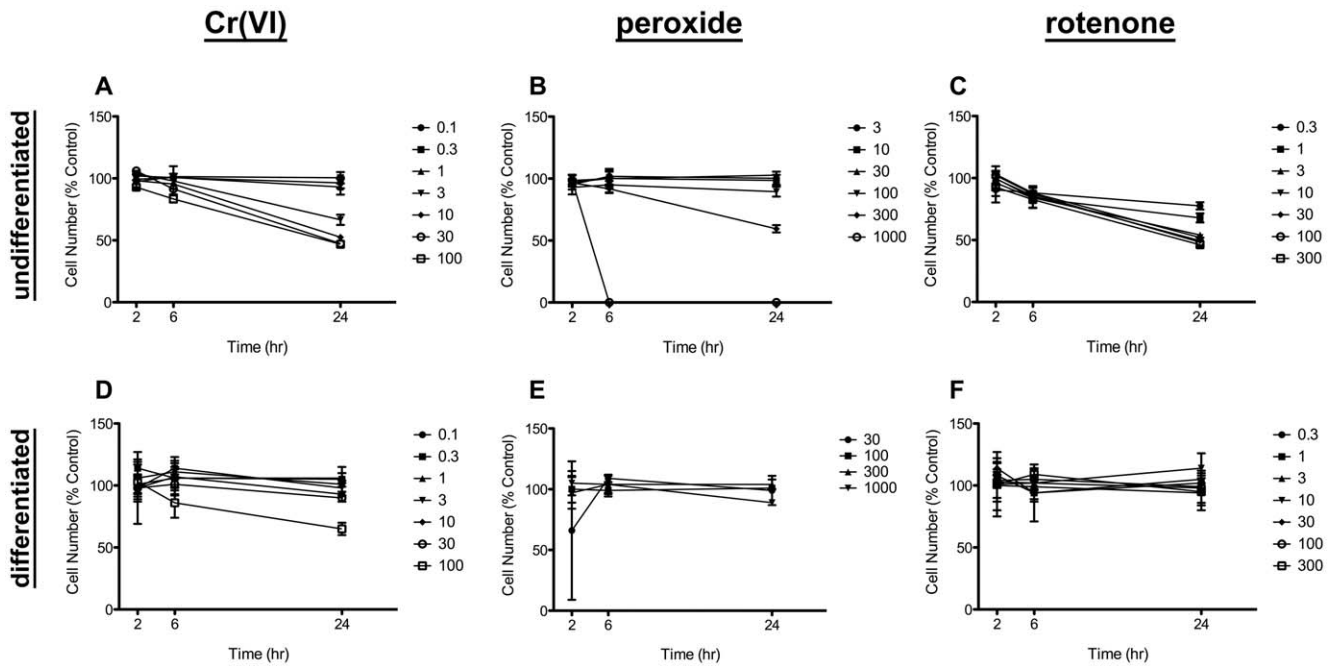 Cr(VI)
peroxide
rotenone
undifferentiated
A
Cell Number (% Control)
150
100
50
0
2 6 24
Time (hr)
0.1
0.3
1
3
10
30
100
B
Cell Number (% Control)
150
100
50
0
2 6 24
Time (hr)
3
10
30
100
300
1000
C
Cell Number (% Control)
150
100
50
0
2 6 24
Time (hr)
0.3
1
3
10
30
100
300
differentiated
D
Cell Number (% Control)
150
100
50
0
2 6 24
Time (hr)
0.1
0.3
1
3
10
30
100
E
Cell Number (% Control)
150
100
50
0
2 6 24
Time (hr)
30
100
300
1000
F
Cell Number (% Control)
150
100
50
0
2 6 24
Time (hr)
0.3
1
3
10
30
100
300